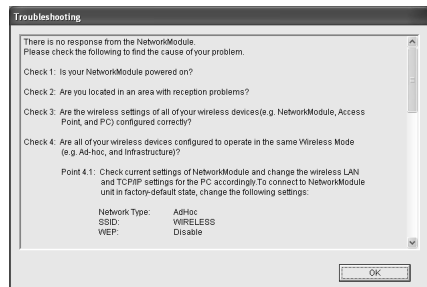 Troubleshooting
There is no response from the NetworkModule.
Please check the following to find the cause of your problem.
Check 1: Is your NetworkModule powered on?
Check 2: Are you located in an area with reception problems?
Check 3: Are the wireless settings of all of your wireless devices(e.g. NetworkModule, Access
Point, and PC) configured correctly?
Check 4: Are all of your wireless devices configured to operate in the same Wireless Mode
(e.g. Ad-hoc, and Infrastructure)?
Point 4.1: Check current settings of NetworkModule and change the wireless LAN
and TCP/IP settings for the PC accordingly.To connect to NetworkModule
unit in factory-default state, change the following settings:
Network Type: AdHoc
SSID: WIRELESS
WEP: Disable
OK